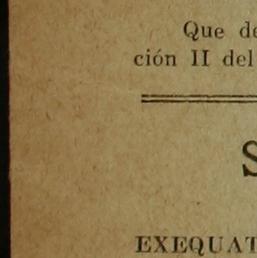 Que de
ción II del
S
EXEQUAT